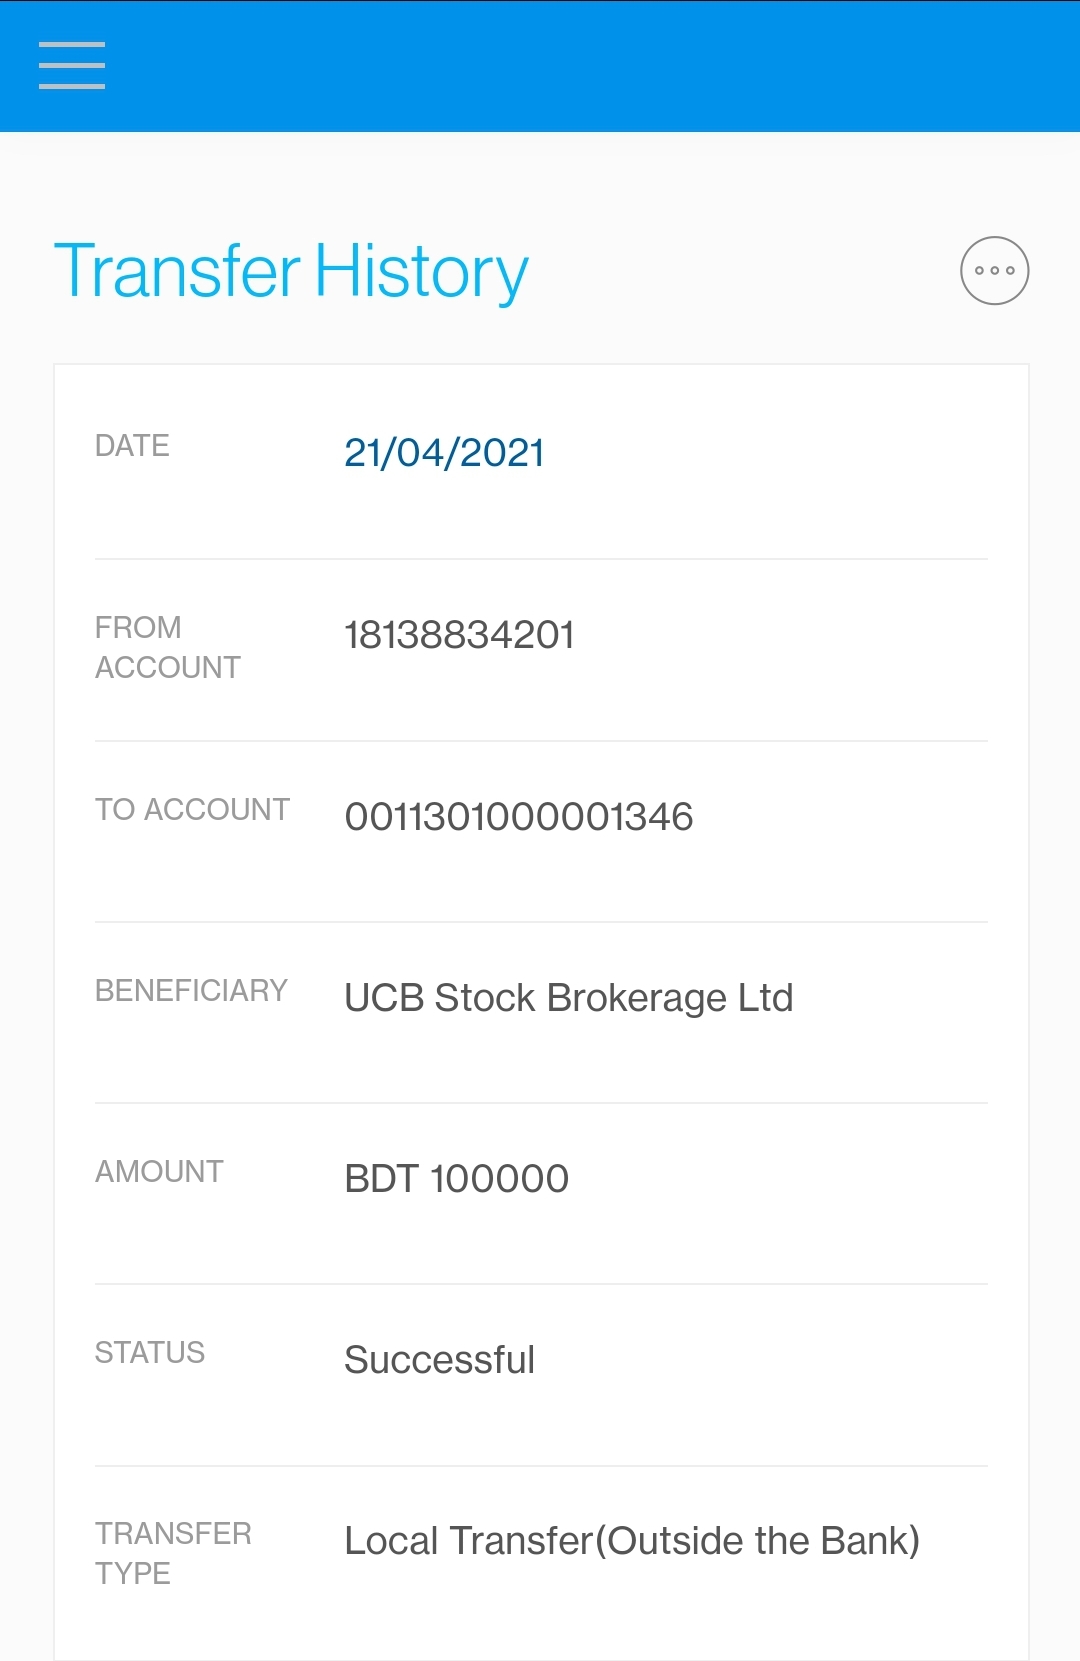 Transfer History
DATE 21/04/2021
FROM ACCOUNT 18138834201
TO ACCOUNT 0011301000001346
BENEFICIARY UCB Stock Brokerage Ltd
AMOUNT BDT 100000
STATUS Successful
TRANSFER TYPE Local Transfer(Outside the Bank)